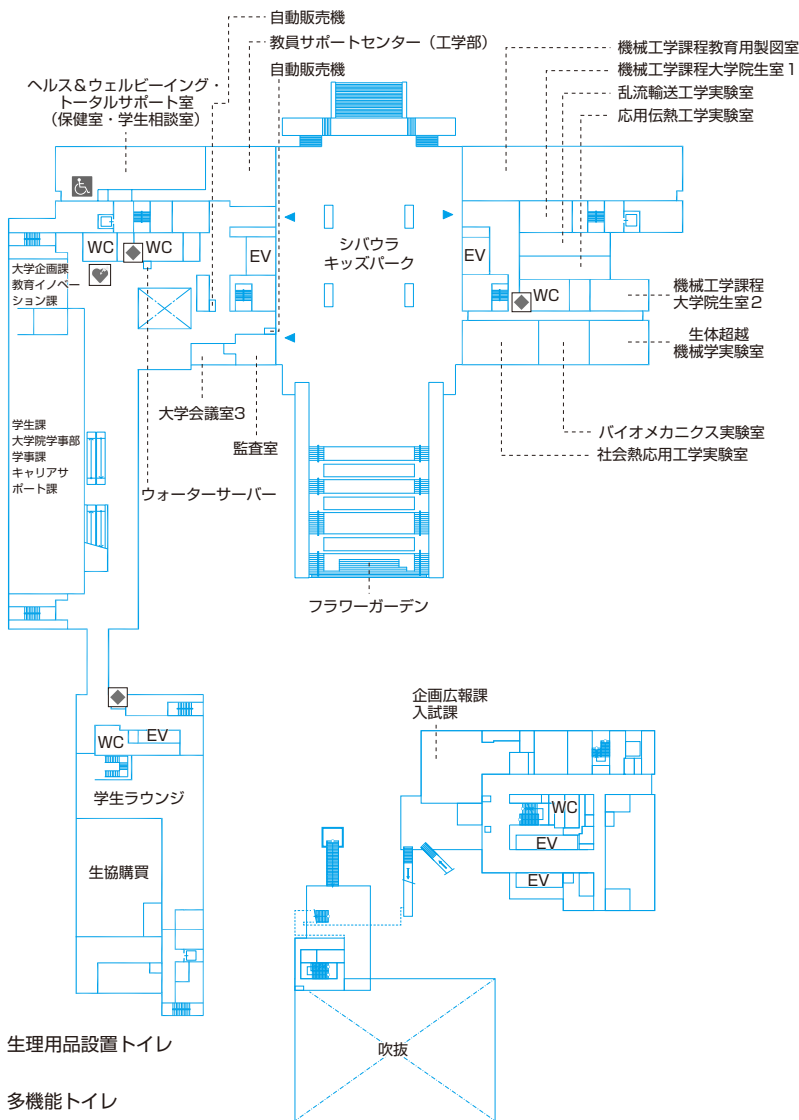 自動販売機
教員サポートセンター（工学部）
自動販売機
ヘルス＆ウェルビーイング・
トータルサポート室
（保健室・学生相談室）
機械工学課程教育用製図室
機械工学課程大学院生室1
乱流輸送工学実験室
応用伝熱工学実験室
WC
WC
EV
シバウラ
キッズパーク
EV
大学企画課
教育イノベー
ション課
WC
機械工学課程
大学院生室2
生体超越
機械学実験室
大学会議室3
監査室
バイオメカニクス実験室
社会熱応用工学実験室
学生課
大学院学事部
学事課
キャリアサ
ポート課
ウォーターサーバー
フラワーガーデン
企画広報課
入試課
WC
EV
学生ラウンジ
生協購買
WC
EV
EV
吹抜
生理用品設置トイレ
多機能トイレ